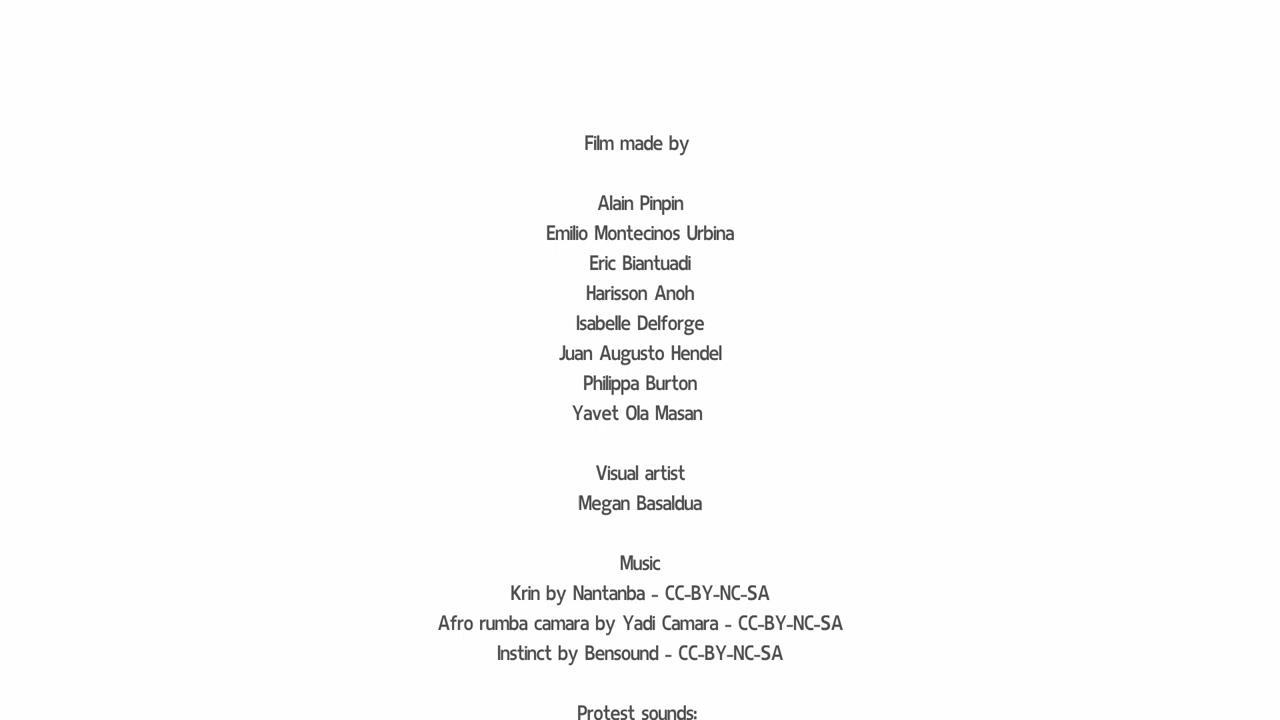 Film made by
Alain Pinpin
Emilio Montecinos Urbina
Eric Biantuadi
Harisson Anoh
Isabelle Delforge
Juan Augusto Hendel
Philippa Burton
Yavet Ola Masan
Visual artist
Megan Basaldua
Music
Krin by Nantanba - CC-BY-NC-SA
Afro rumba camara by Yadi Camara - CC-BY-NC-SA
Instinct by Bensound - CC-BY-NC-SA
Protest sounds: